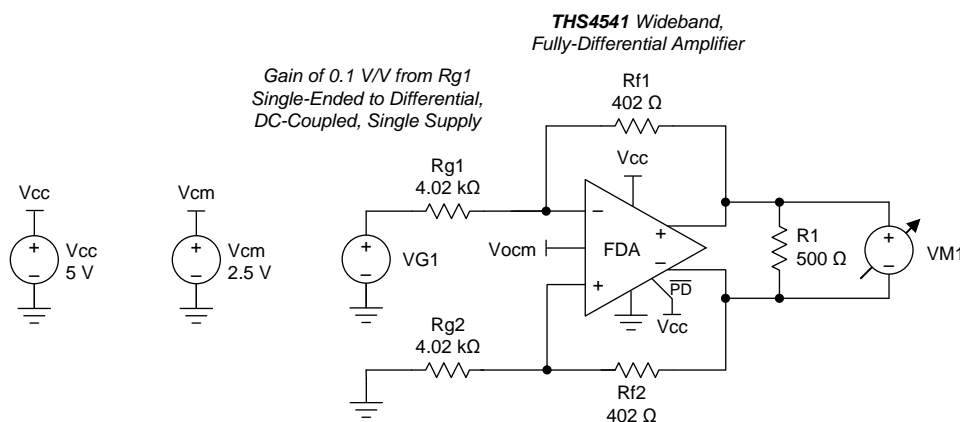 THS4541 Wideband,
Fully-Differential Amplifier
Gain of 0.1 V/V from Rg1
Single-Ended to Differential,
DC-Coupled, Single Supply
Rf1
402 Ω
Vcc
Rg1
4.02 kΩ
Vcc
Vcc
5 V
Vcm
Vcm
2.5 V
VG1
Vocm
FDA
PD
Vcc
R1
500 Ω
VM1
Rg2
4.02 kΩ
Rf2
402 Ω